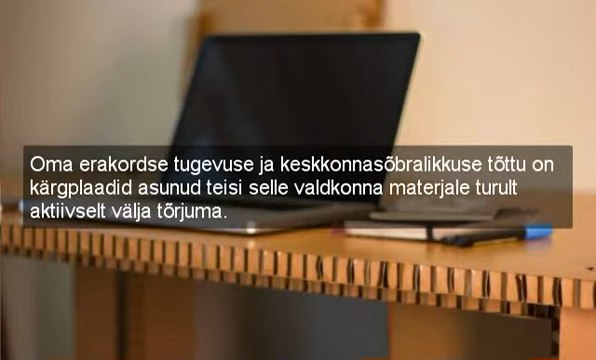 Oma erakordse tugevuse ja keskkonnasõbralikkuse tõttu on
kärgplaadid asunud teisi selle valdkonna materjale turult
aktiivselt välja tõrjuma.